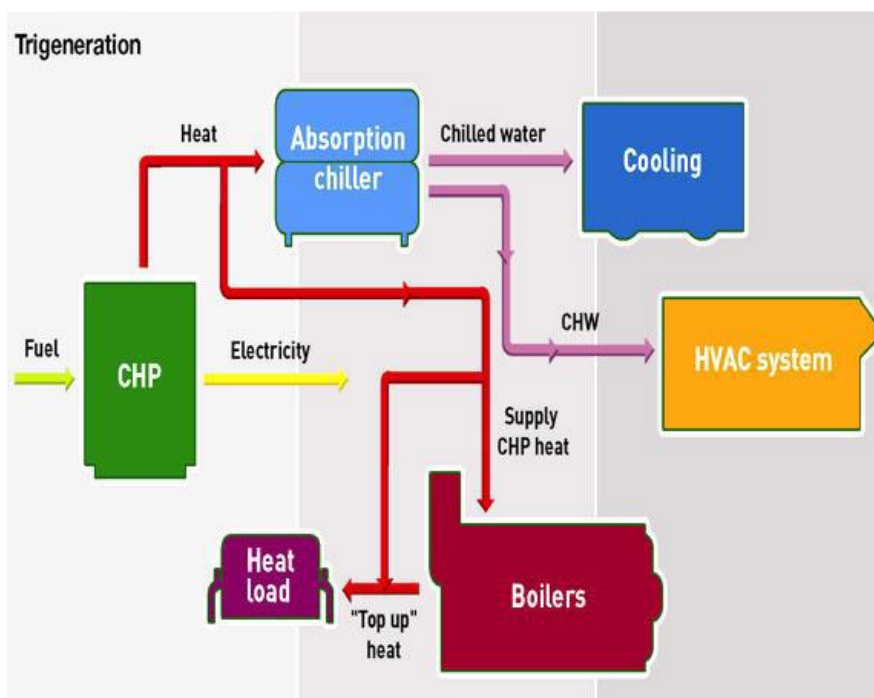 Trigeneration
Heat
Absorption
chiller
Chilled water
Cooling
Fuel
CHP
Electricity
CHW
HVAC system
Supply
CHP heat
Heat
load
"Top up"
heat
Boilers